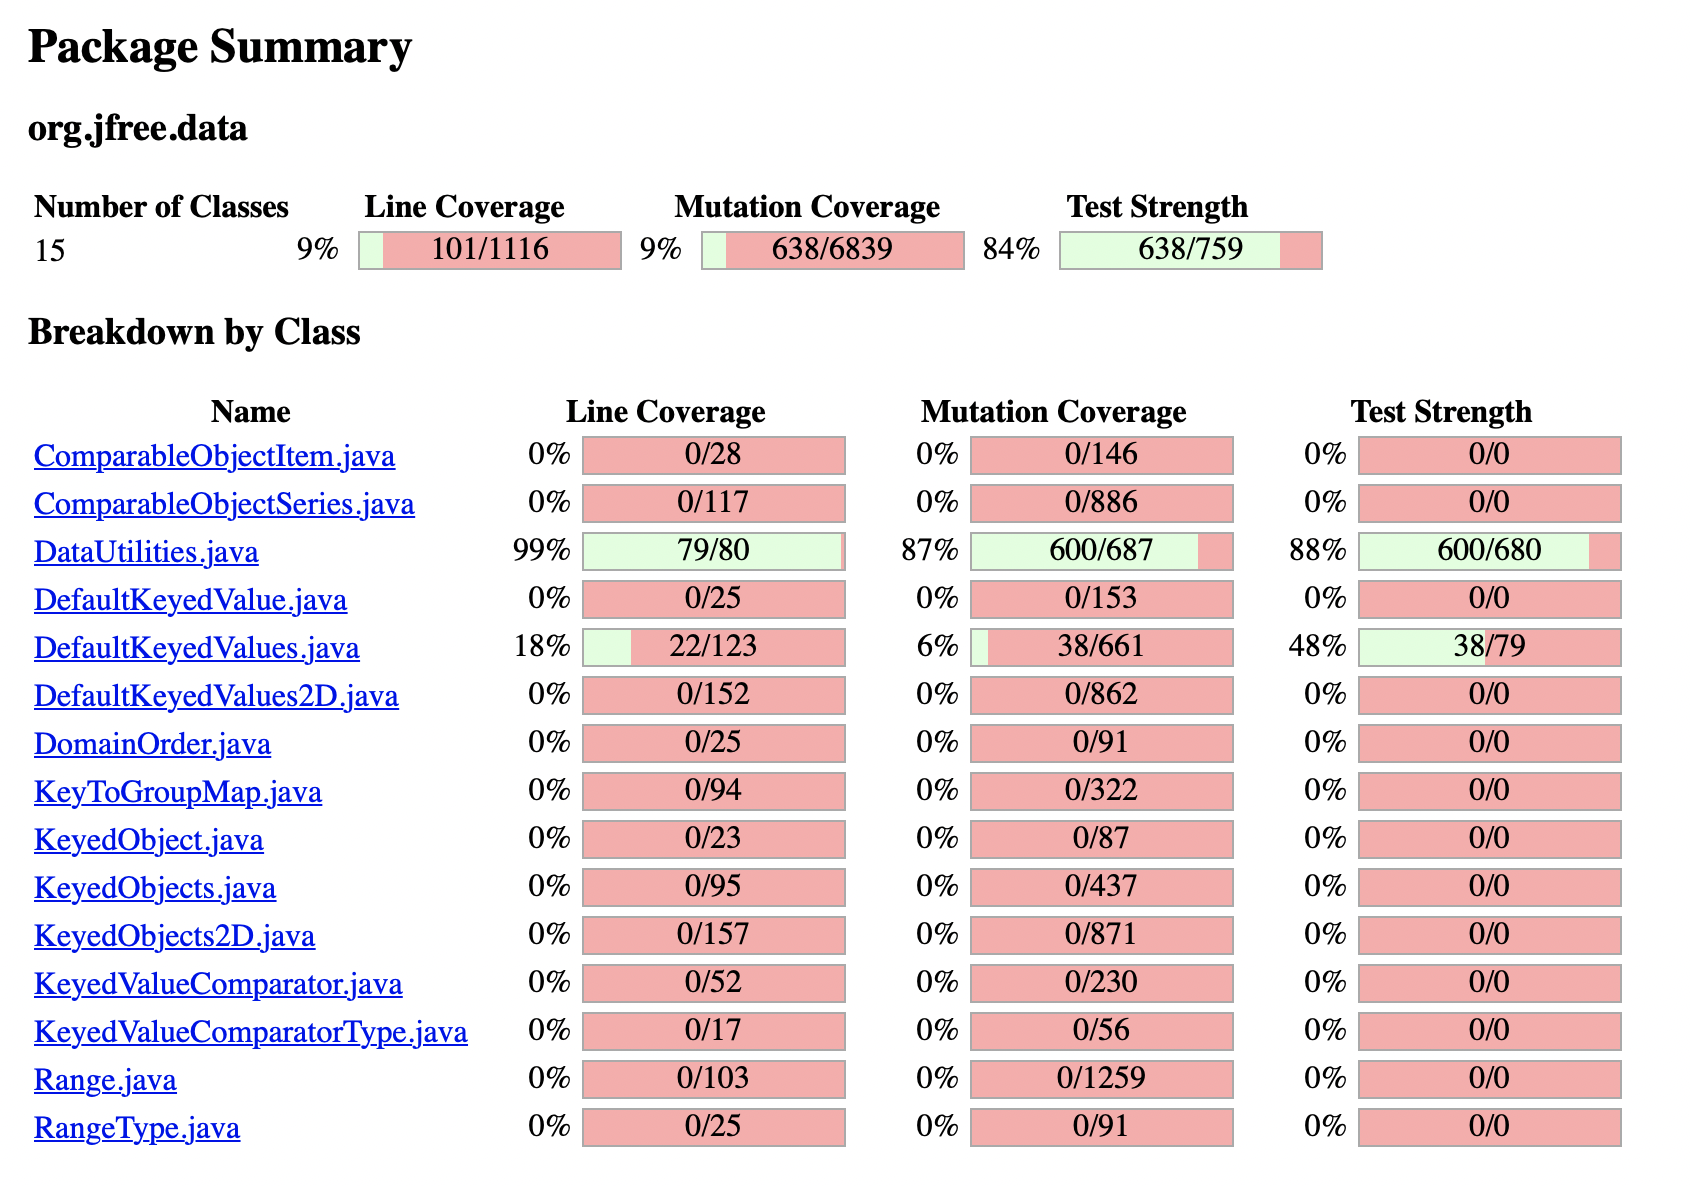 Package Summary
org.jfree.data
Number of Classes Line Coverage Mutation Coverage Test Strength
15 9% 101/1116 9% 638/6839 84% 638/759
Breakdown by Class
Name Line Coverage Mutation Coverage Test Strength
ComparableObjectItem.java 0% 0/28 0% 0/146 0% 0/0
ComparableObjectSeries.java 0% 0/117 0% 0/886 0% 0/0
DataUtilities.java 99% 79/80 87% 600/687 88% 600/680
DefaultKeyedValue.java 0% 0/25 0% 0/153 0% 0/0
DefaultKeyedValues.java 18% 22/123 6% 38/661 48% 38/79
DefaultKeyedValues2D.java 0% 0/152 0% 0/862 0% 0/0
DomainOrder.java 0% 0/25 0% 0/91 0% 0/0
KeyToGroupMap.java 0% 0/94 0% 0/322 0% 0/0
KeyedObject.java 0% 0/23 0% 0/87 0% 0/0
KeyedObjects.java 0% 0/95 0% 0/437 0% 0/0
KeyedObjects2D.java 0% 0/157 0% 0/871 0% 0/0
KeyedValueComparator.java 0% 0/52 0% 0/230 0% 0/0
KeyedValueComparatorType.java 0% 0/17 0% 0/56 0% 0/0
Range.java 0% 0/103 0% 0/1259 0% 0/0
RangeType.java 0% 0/25 0% 0/91 0% 0/0